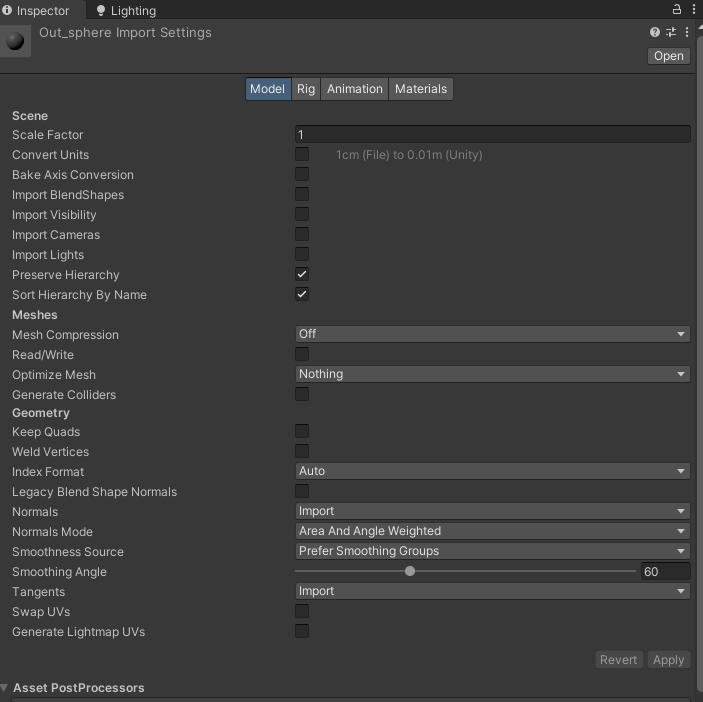 Inspector
Lighting
Out_sphere Import Settings
Open
Model Rig Animation Materials
Scene
Scale Factor 1
Convert Units 1cm (File) to 0.01m (Unity)
Bake Axis Conversion
Import BlendShapes
Import Visibility
Import Cameras
Import Lights
Preserve Hierarchy
Sort Hierarchy By Name
Meshes
Mesh Compression Off
Read/Write
Optimize Mesh Nothing
Generate Colliders
Geometry
Keep Quads
Weld Vertices
Index Format Auto
Legacy Blend Shape Normals
Normals Import
Normals Mode Area And Angle Weighted
Smoothness Source Prefer Smoothing Groups
Smoothing Angle 60
Tangents Import
Swap UVs
Generate Lightmap UVs
Revert Apply
Asset PostProcessors